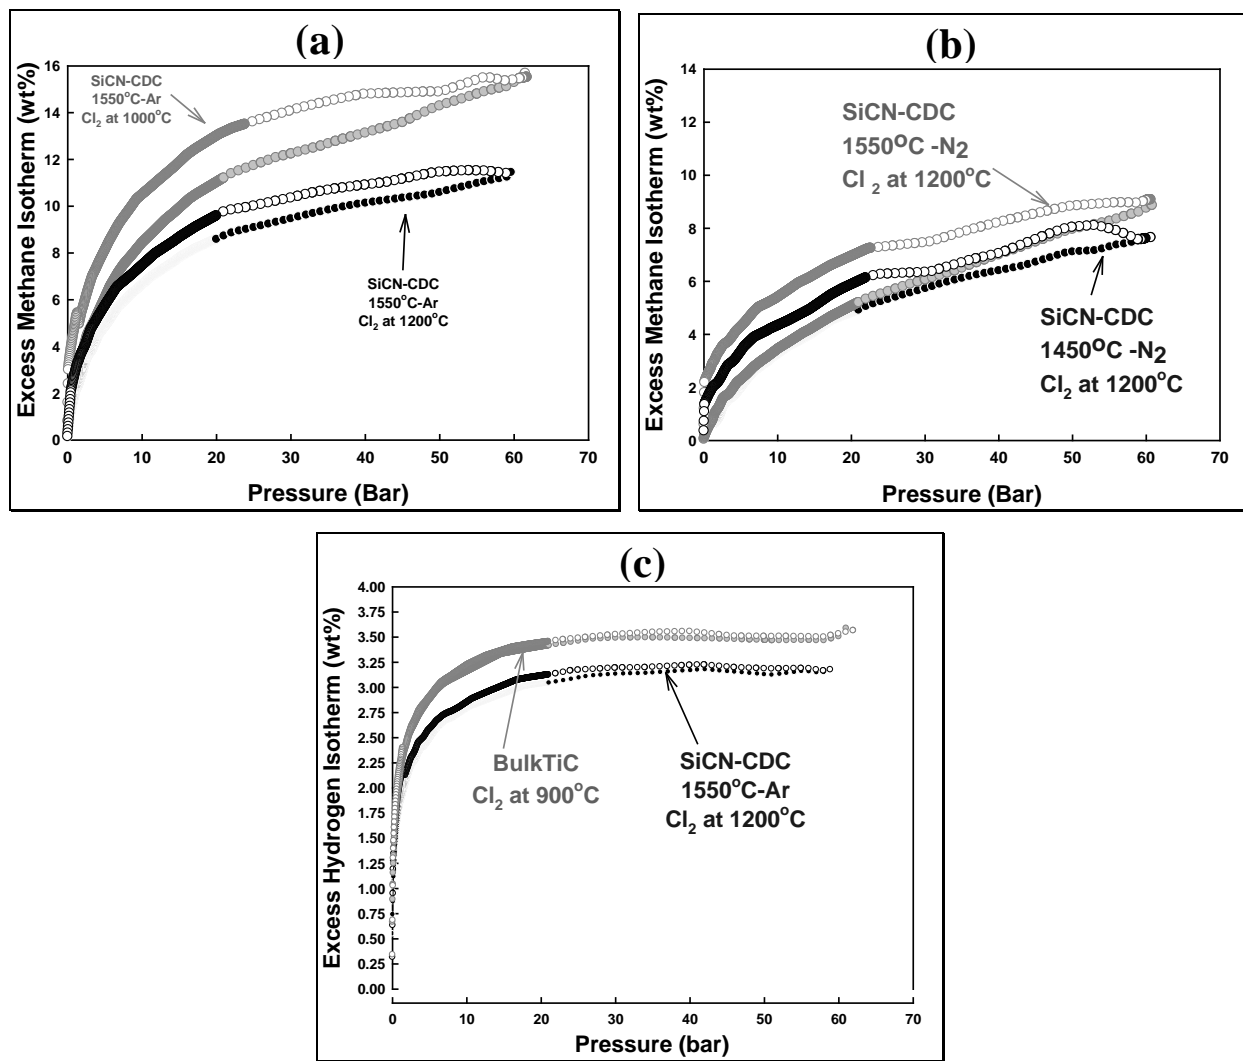 (a)
Excess Methane Isotherm (wt%)
16
14
12
10
8
6
4
2
0
SiCN-CDC
1550°C-Ar
Cl2 at 1000°C
SiCN-CDC
1550°C-Ar
Cl2 at 1200°C
0 10 20 30 40 50 60 70
Pressure (Bar)
(b)
Excess Methane Isotherm (wt%)
14
12
10
8
6
4
2
0
SiCN-CDC
1550OC -N2
Cl 2 at 1200°C
SiCN-CDC
1450OC -N2
Cl2 at 1200°C
0 10 20 30 40 50 60 70
Pressure (Bar)
(c)
Excess Hydrogen Isotherm (wt%)
4.00
3.75
3.50
3.25
3.00
2.75
2.50
2.25
2.00
1.75
1.50
1.25
1.00
0.75
0.50
0.25
0.00
BulkTiC
Cl2 at 900°C
SiCN-CDC
1550°C-Ar
Cl2 at 1200°C
0 10 20 30 40 50 60 70
Pressure (bar)